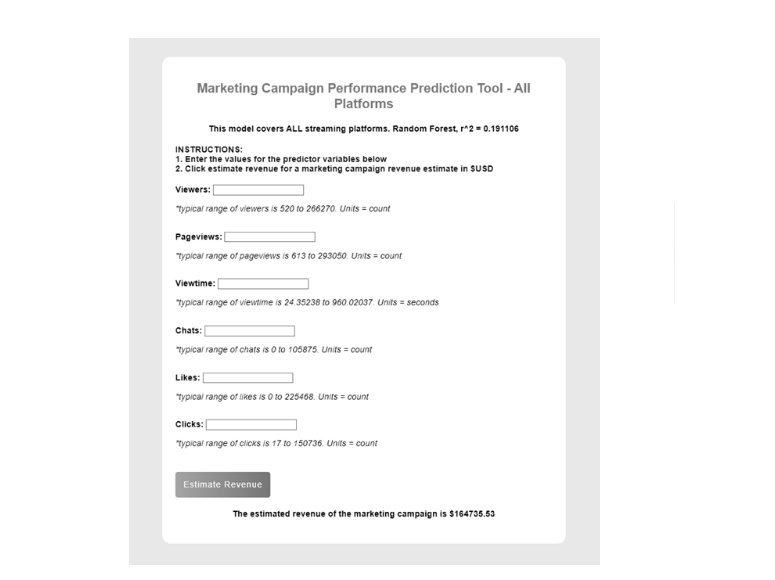 Marketing Campaign Performance Prediction Tool - All
Platforms
This model covers ALL streaming platforms. Random Forest, r^2 = 0.191106
INSTRUCTIONS:
1. Enter the values for the predictor variables below
2. Click estimate revenue for a marketing campaign revenue estimate in $USD
Viewers:
*typical range of viewers is 520 to 266270. Units = count
Pageviews:
*typical range of pageviews is 613 to 293050. Units = count
Viewtime:
*typical range of viewtime is 24.35238 to 960.02037. Units = seconds
Chats:
*typical range of chats is 0 to 105875. Units = count
Likes:
*typical range of likes is 0 to 225468. Units = count
Clicks:
*typical range of clicks is 17 to 150736. Units = count
Estimate Revenue
The estimated revenue of the marketing campaign is $164735.53